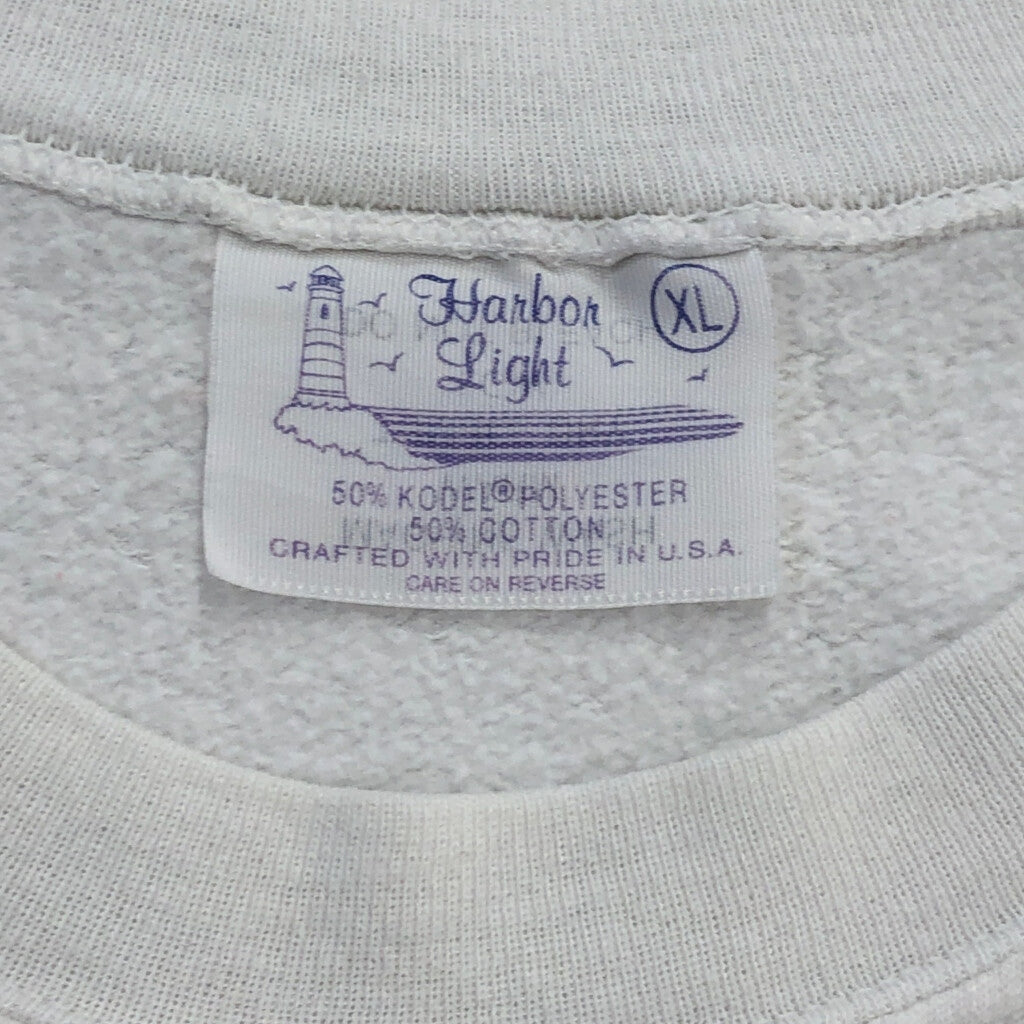 Harbor
Light
XL
50% KODEL® POLYESTER
50% COTTON
CRAFTED WITH PRIDE IN U.S.A.
CARE ON REVERSE